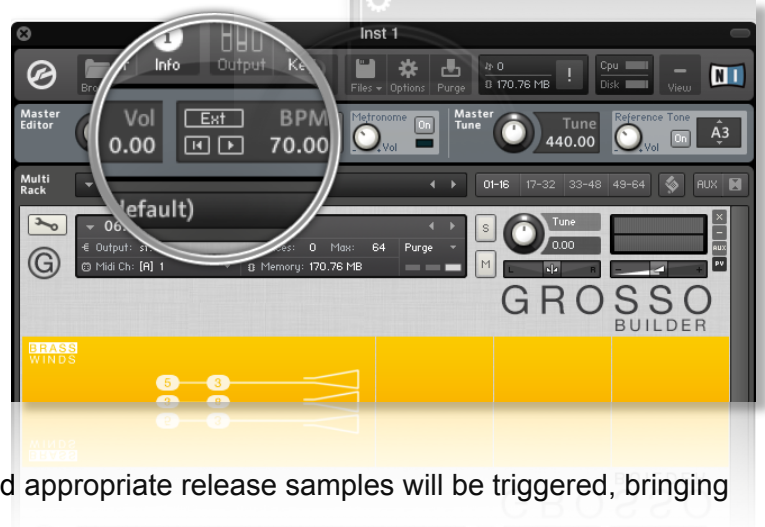 Inst 1
Info Output
Files Options Purge
0
170.76 MB
!
Cpu
Disk
View
NI
Master
Editor
Vol
0.00
Ext
BPM
70.00
Metronome
On
Vol
Master
Tune
Tune
440.00
Reference Tone
Vol
On
A3
Multi
Rack
default)
01-16 17-32 33-48 49-64
AUX
Output:
0 Max: 64 Purge
Midi Ch: [A] 1
Memory: 170.76 MB
S
M
Tune
0.00
L R
- +
AUX
PV
G
GROSSO
BUILDER
BRASS
WINDS
5 3
d appropriate release samples will be triggered, bringing